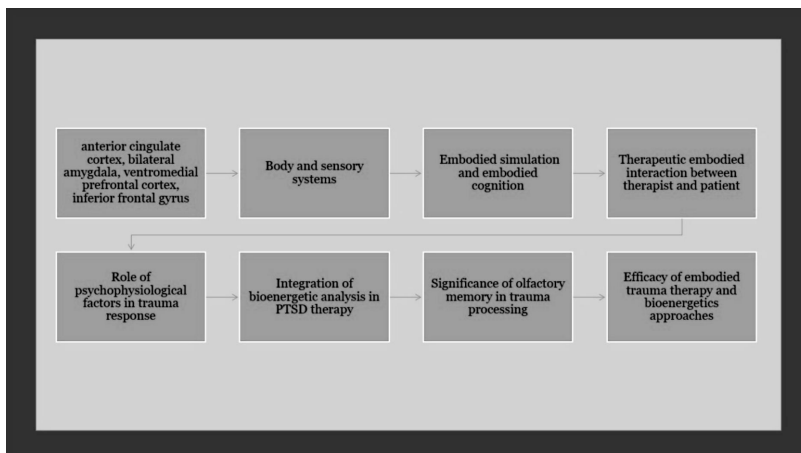 anterior cingulate
cortex, bilateral
amygdala, ventromedial
prefrontal cortex,
inferior frontal gyrus
Body and sensory
systems
Embodied simulation
and embodied
cognition
Therapeutic embodied
interaction between
therapist and patient
Role of
psychophysiological
factors in trauma
response
Integration of
bioenergetic analysis in
PTSD therapy
Significance of olfactory
memory in trauma
processing
Efficacy of embodied
trauma therapy and
bioenergetics
approaches